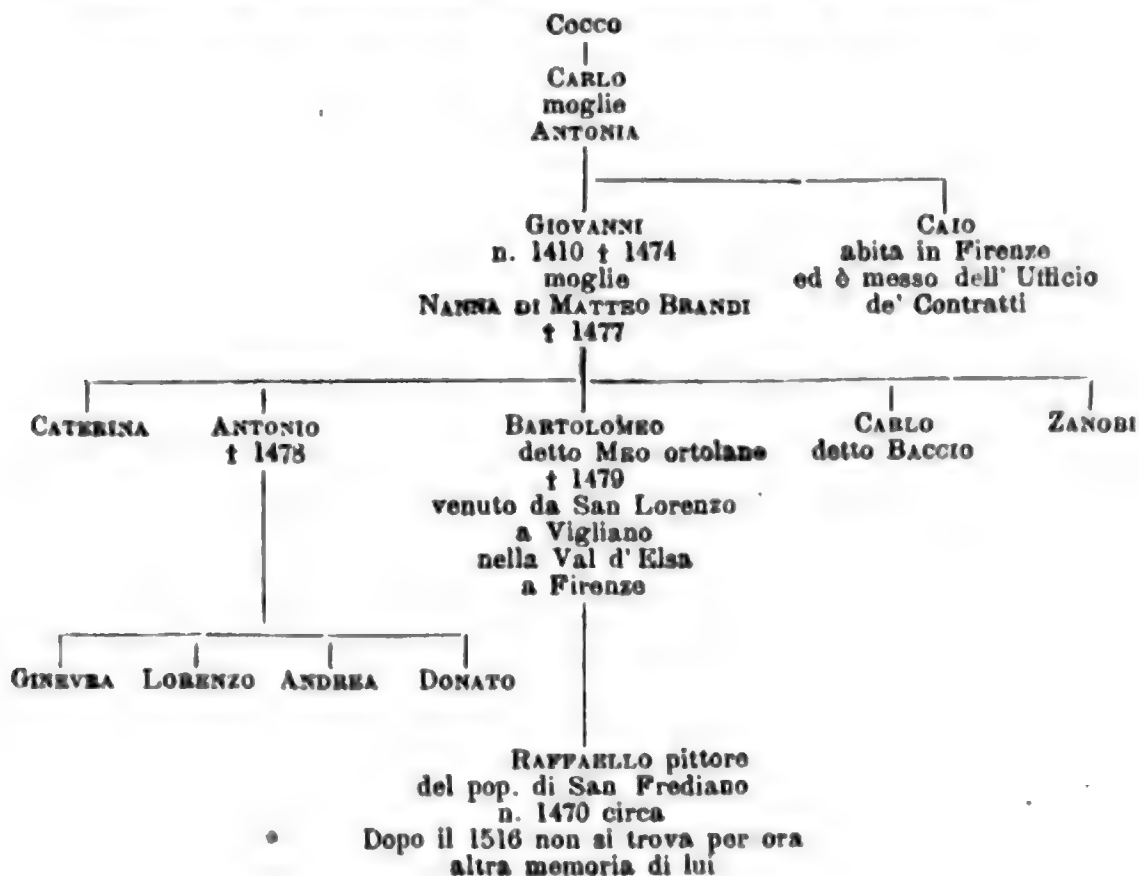 COCCO
CARLO
moglie
ANTONIA
GIOVANNI
n. 1410 † 1474
moglie
NANNA DI MATTEO BRANDI
† 1477
CAIO
abita in Firenze
ed è messo dell' Ufficio
de' Contratti
CATERINA
ANTONIO
† 1478
BARTOLOMEO
detto MEO ortolane
† 1479
venuto da San Lorenzo
a Vigliano
nella Val d' Elsa
a Firenze
CARLO
detto BACCIO
ZANOBI
GINEVRA LORENZO ANDREA DONATO
RAFFAELLO pittore
del pop. di San Frediano
n. 1470 circa
Dopo il 1516 non si trova per ora
altra memoria di lui